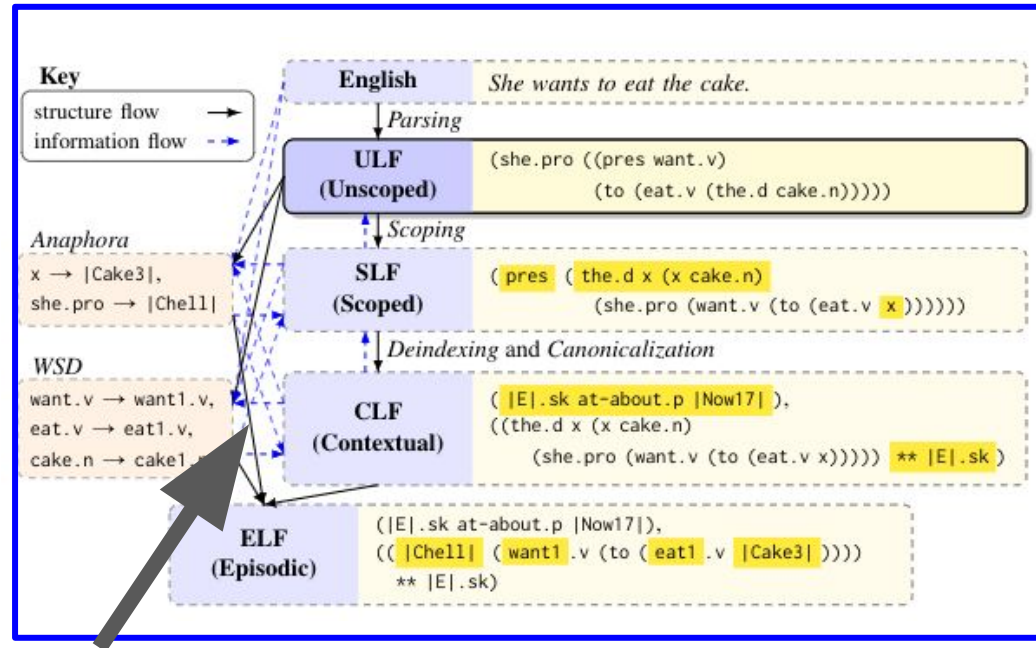 Key
structure flow
information flow
English
She wants to eat the cake.
Parsing
ULF
(Unscoped)
(she.pro ((pres want.v)
(to (eat.v (the.d cake.n)))))
Scoping
Anaphora
x → |Cake3|,
she.pro → |Chell|
SLF
(Scoped)
( pres ( the.d x (x cake.n)
(she.pro (want.v (to (eat.v x ))))))
Deindexing and Canonicalization
WSD
want.v → want1.v,
eat.v → eat1.v,
cake.n → cake1.
CLF
(Contextual)
( |E|.sk at-about.p |Now17| ),
((the.d x (x cake.n)
(she.pro (want.v (to (eat.v x))))) ** |E|.sk )
ELF
(Episodic)
(|E|.sk at-about.p |Now17|),
(( |Chell| ( want1 .v (to ( eat1 .v |Cake3| ))))
** |E|.sk)